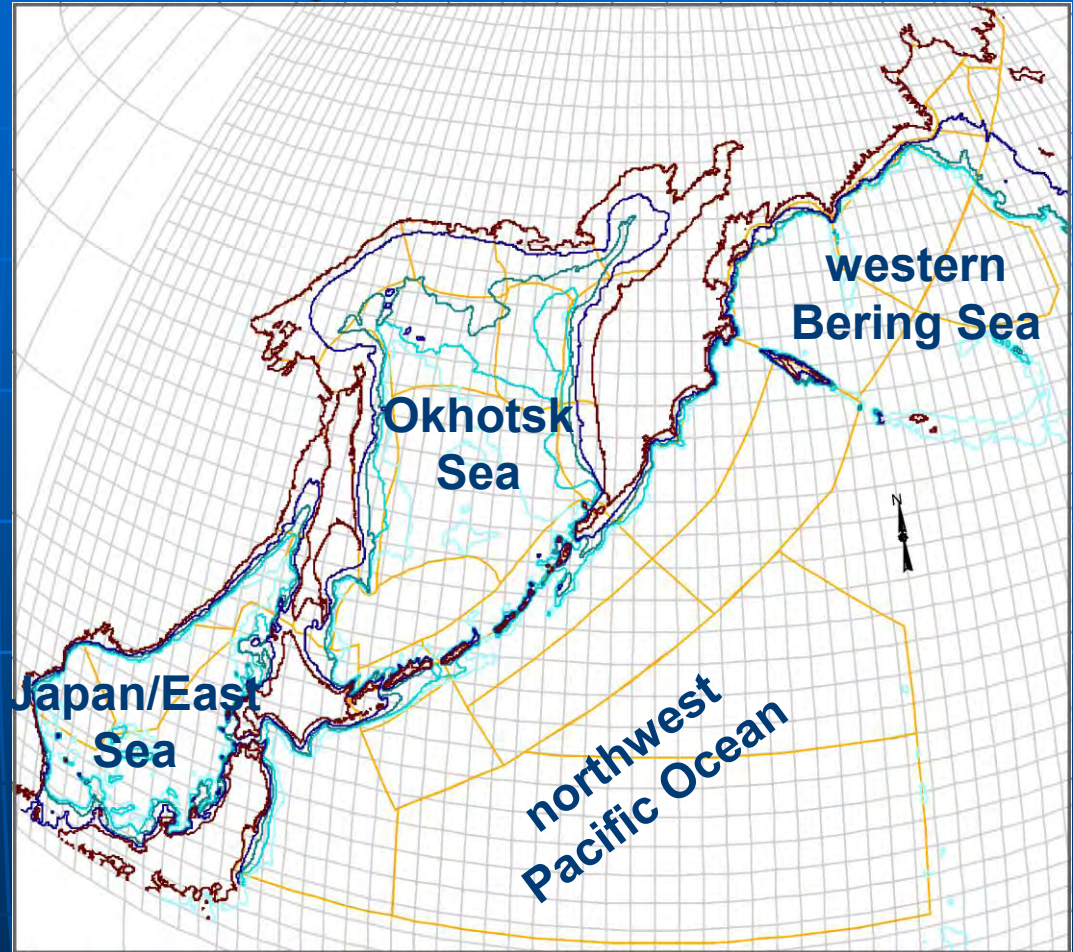 western
Bering Sea
Okhotsk
Sea
N
Japan/East
Sea
northwest
Pacific Ocean